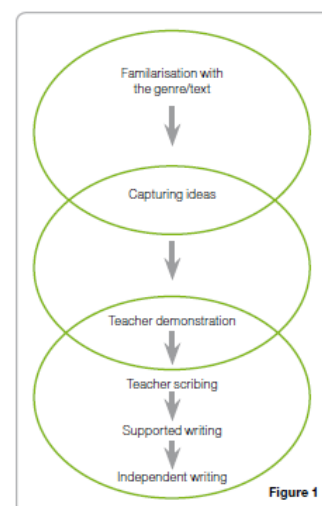 Familarisation with
the genre/text
Capturing ideas
Teacher demonstration
Teacher scribing
Supported writing
Independent writing
Figure 1